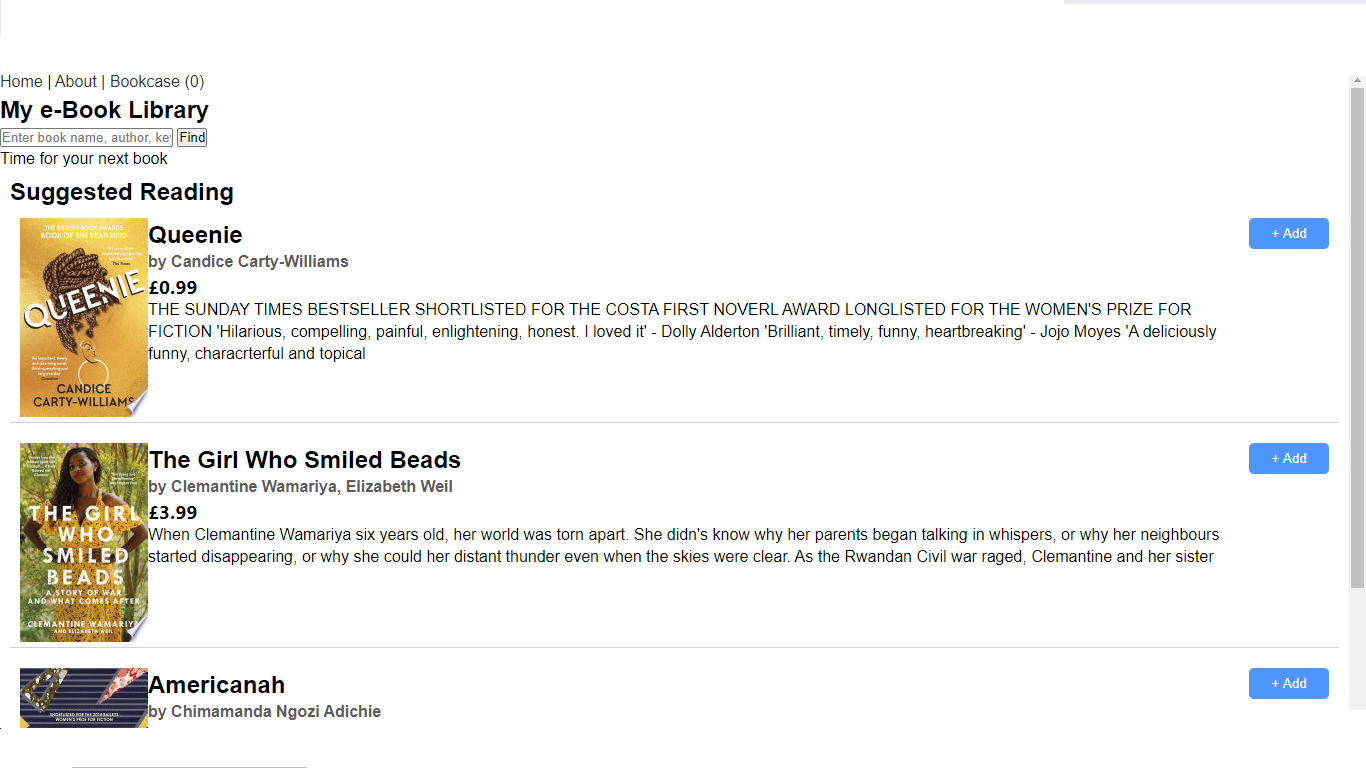 Home | About | Bookcase (0)
My e-Book Library
Enter book name, author, key
Find
Time for your next book
Suggested Reading
THE BRITISH BOOK AWARDS
BOOK OF THE YEAR 2020
QUEENIE
CANDICE
CARTY-WILLIAMS
Queenie
by Candice Carty-Williams
£0.99
THE SUNDAY TIMES BESTSELLER SHORTLISTED FOR THE COSTA FIRST NOVERL AWARD LONGLISTED FOR THE WOMEN'S PRIZE FOR
FICTION 'Hilarious, compelling, painful, enlightening, honest. I loved it' - Dolly Alderton 'Brilliant, timely, funny, heartbreaking' - Jojo Moyes 'A deliciously
funny, characrterful and topical
+ Add
THE GIRL
WHO
SMILED
BEADS
A STORY OF WAR
AND WHAT COMES AFTER
CLEMANTINE WAMARIYA
AND ELIZABETH WEIL
The Girl Who Smiled Beads
by Clemantine Wamariya, Elizabeth Weil
£3.99
When Clemantine Wamariya six years old, her world was torn apart. She didn't know why her parents began talking in whispers, or why her neighbours
started disappearing, or why she could her distant thunder even when the skies were clear. As the Rwandan Civil war raged, Clemantine and her sister
+ Add
SHORTLISTED FOR THE 2014 BAILEYS
WOMEN'S PRIZE FOR FICTION
Americanah
by Chimamanda Ngozi Adichie
+ Add